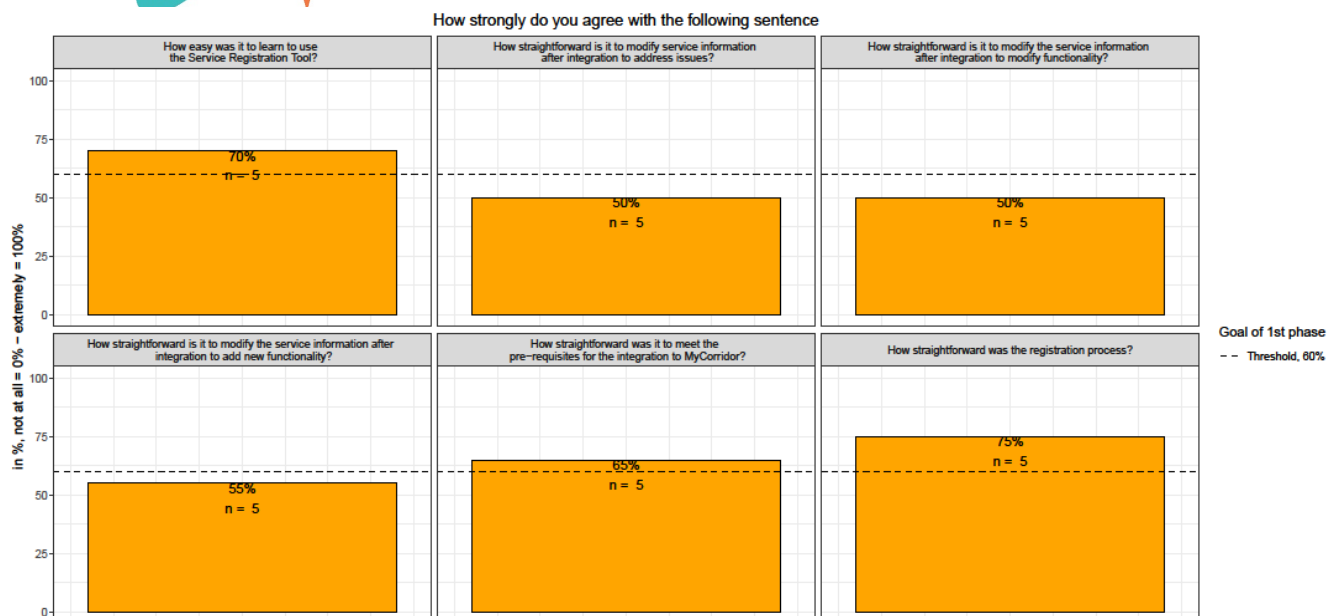 How strongly do you agree with the following sentence
How easy was it to learn to use
the Service Registration Tool?
How straightforward is it to modify service information
after integration to address issues?
How straightforward is it to modify the service information
after integration to modify functionality?
100
75
50
25
0
70%
n = 5
50%
n = 5
50%
n = 5
in %, not at all = 0% − extremely = 100%
How straightforward is it to modify the service information after
integration to add new functionality?
How straightforward was it to meet the
pre−requisites for the integration to MyCorridor?
How straightforward was the registration process?
100
75
50
25
0
55%
n = 5
65%
n = 5
75%
n = 5
Goal of 1st phase
Threshold, 60%